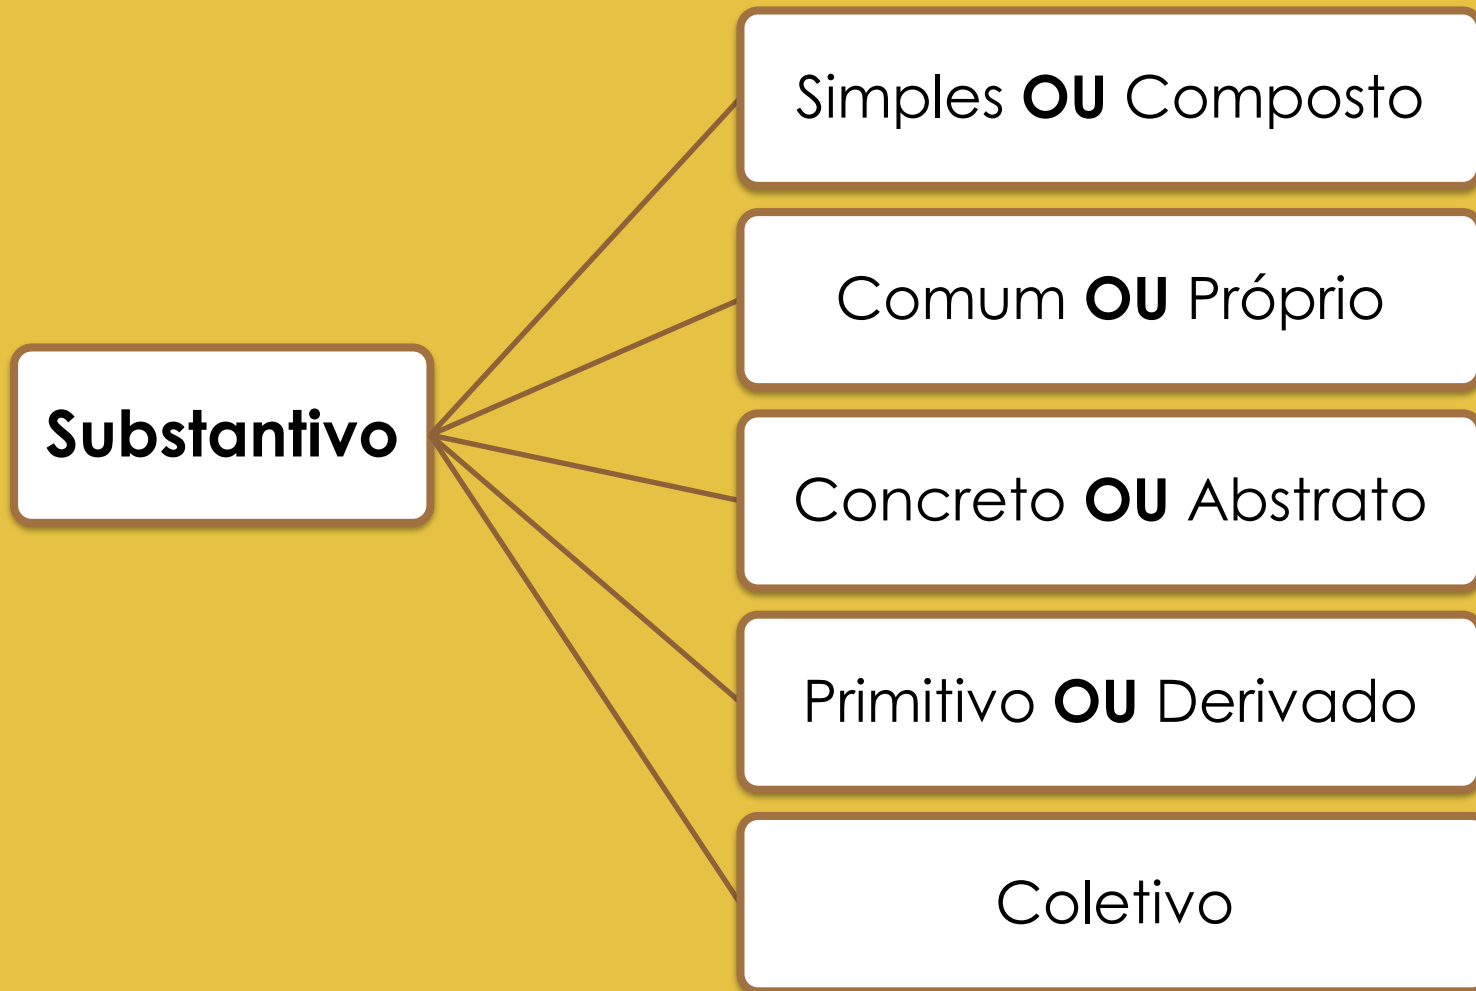 Substantivo
Simples OU Composto
Comum OU Próprio
Concreto OU Abstrato
Primitivo OU Derivado
Coletivo